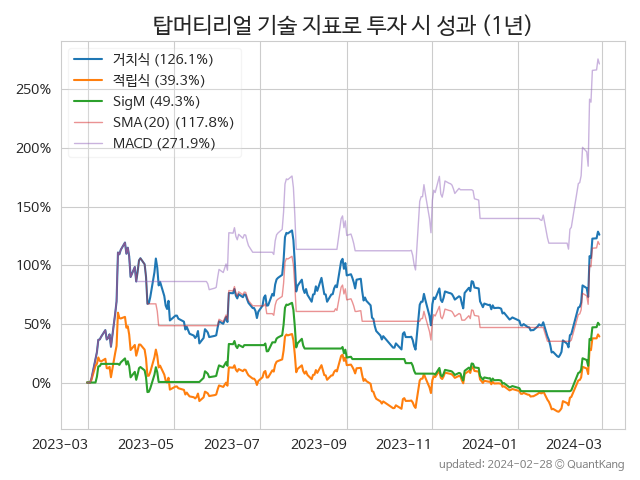 탑머티리얼 기술 지표로 투자 시 성과 (1년)
거치식 (126.1%)
적립식 (39.3%)
SigM (49.3%)
SMA(20) (117.8%)
MACD (271.9%)
250%
200%
150%
100%
50%
0%
2023-03 2023-05 2023-07 2023-09 2023-11 2024-01 2024-03
updated: 2024-02-28 © QuantKang